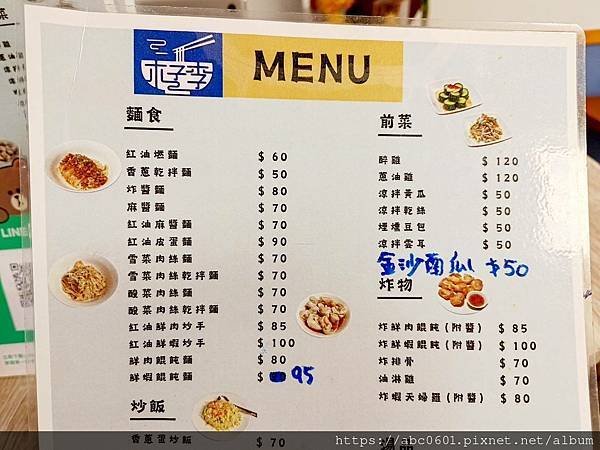 MENU
麵食
紅油燃麵 $ 60
香蔥乾拌麵 $ 50
炸醬麵 $ 80
麻醬麵 $ 70
紅油麻醬麵 $ 70
紅油皮蛋麵 $ 90
雪菜肉絲麵 $ 70
雪菜肉絲乾拌麵 $ 70
酸菜肉絲麵 $ 70
酸菜肉絲乾拌麵 $ 70
紅油鮮肉抄手 $ 85
紅油鮮蝦抄手 $ 100
鮮肉餛飩麵 $ 80
鮮蝦餛飩麵 $ 95
炒飯
香蔥蛋炒飯 $ 70
前菜
醉雞 $ 120
蔥油雞 $ 120
涼拌黃瓜 $ 50
涼拌乾絲 $ 50
煙燻豆包 $ 50
涼拌雲耳 $ 50
金沙南瓜 $50
炸物
炸鮮肉餛飩(附醬) $ 85
炸鮮蝦餛飩(附醬) $ 100
炸排骨 $ 70
油淋雞 $ 70
炸蝦天婦羅(附醬) $ 80
LINE
https://abc0601.pixnet.net/album